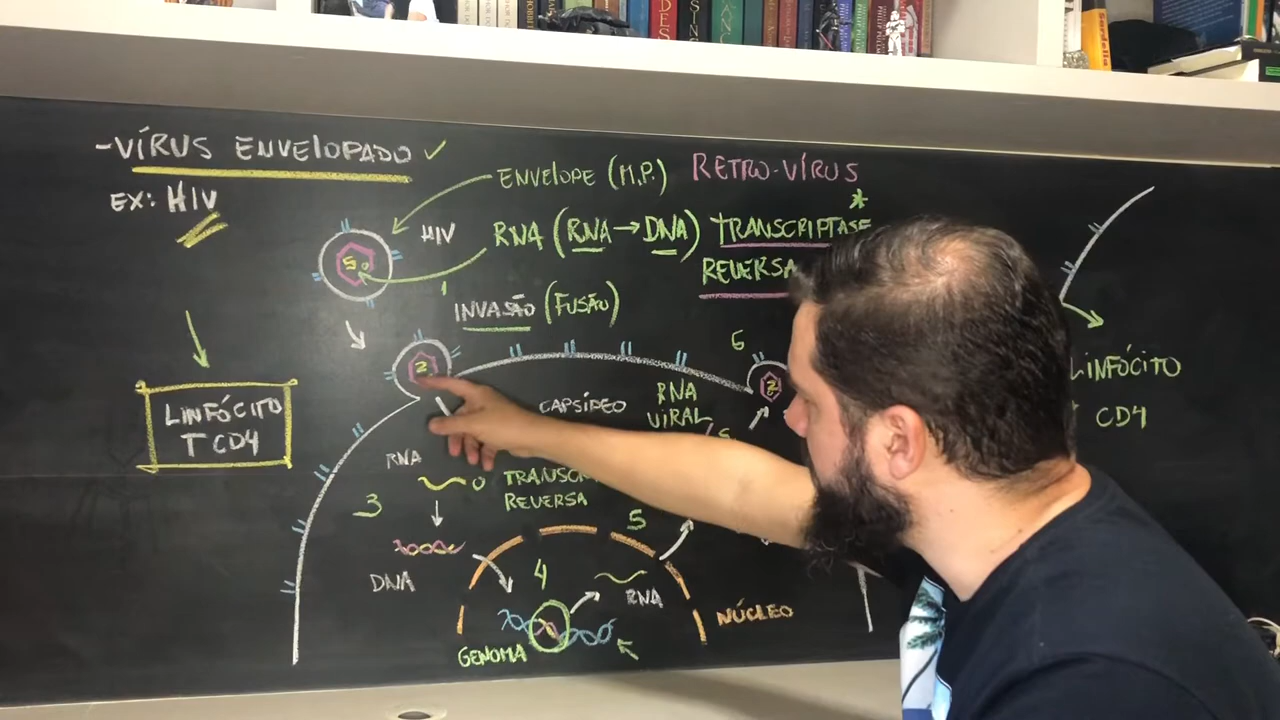 -VÍRUS ENVELOPADO
EX: HIV
ENVELOPE (M.P.)
RETRO-VÍRUS
HIV
RNA (RNA→DNA)
TRANSCRIPTASE
REVERSA
1
INVASÃO (FUSÃO)
6
LINFÓCITO
T CD4
CAPSÍDEO
RNA
VIRAL
LINFÓCITO
CD4
RNA
3
REVERSA
5
DNA
4
RNA
NÚCLEO
GENOMA